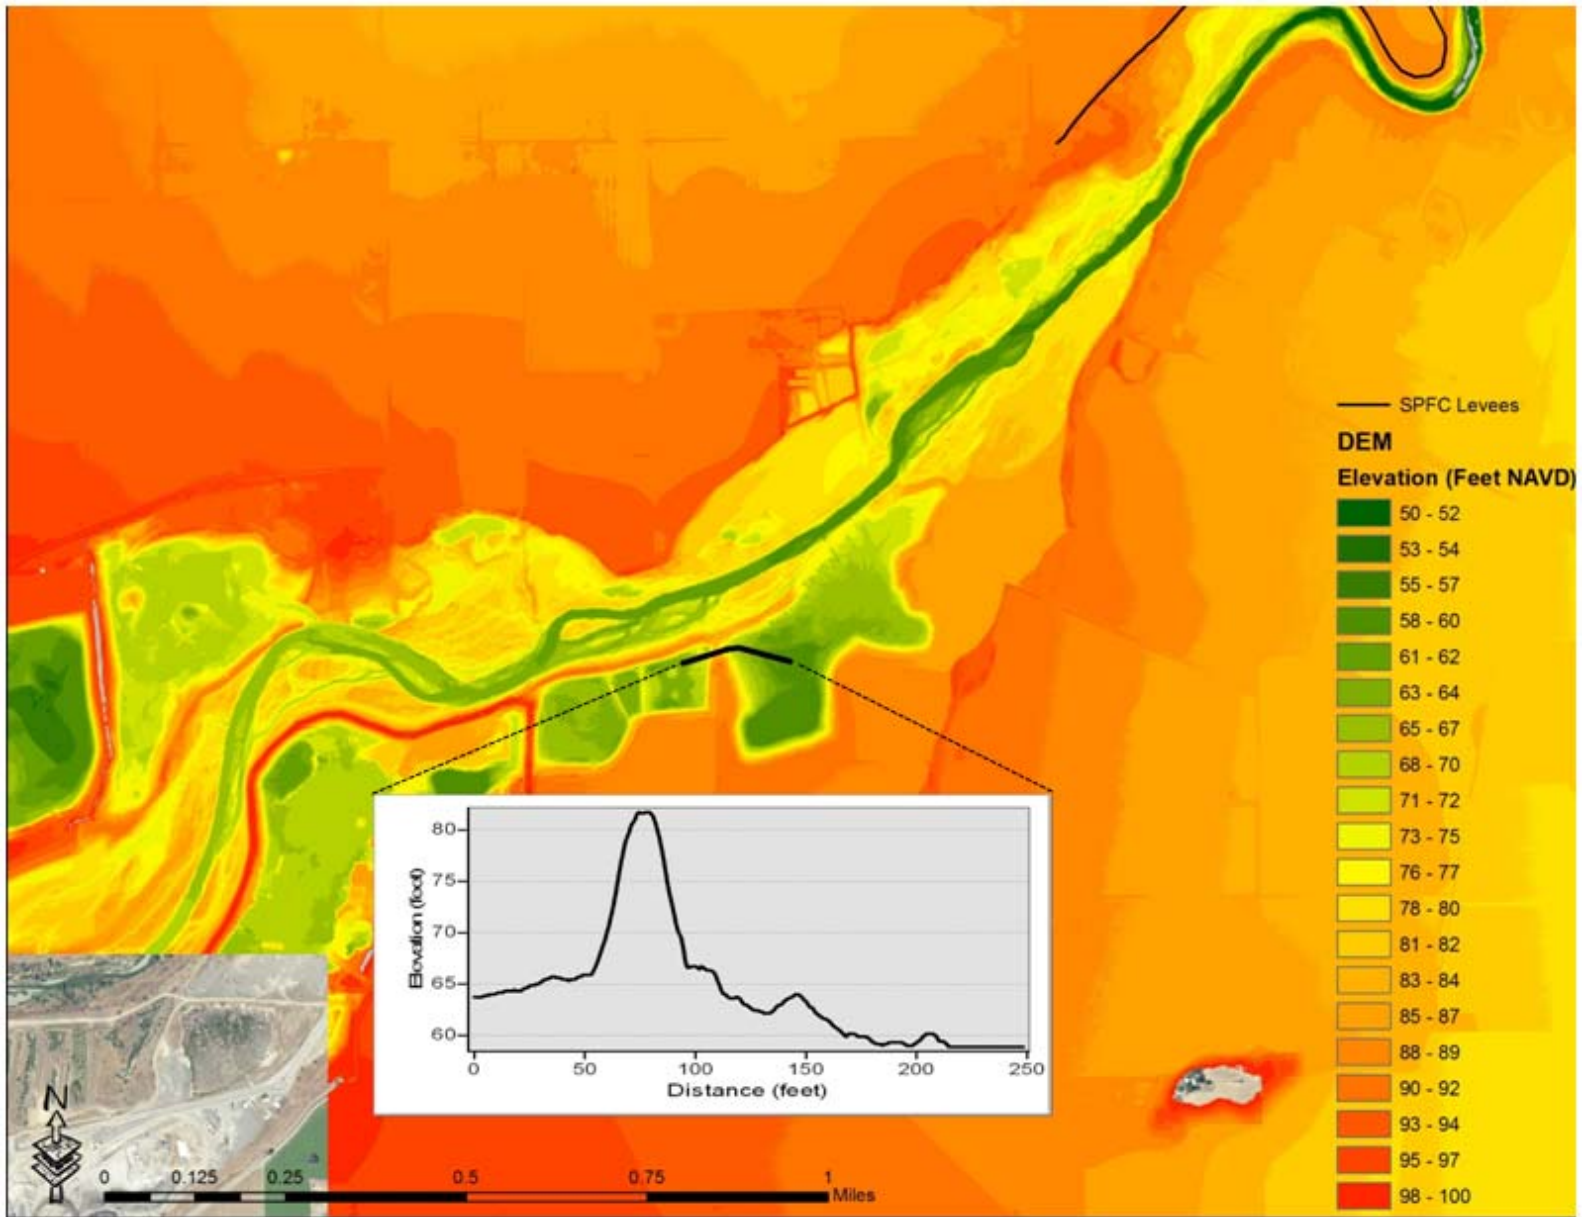 SPFC Levees
DEM
Elevation (Feet NAVD)
50 - 52
53 - 54
55 - 57
58 - 60
61 - 62
63 - 64
65 - 67
68 - 70
71 - 72
73 - 75
76 - 77
78 - 80
81 - 82
83 - 84
85 - 87
88 - 89
90 - 92
93 - 94
95 - 97
98 - 100
Elevation (foot)
80
75
70
65
60
0 50 100 150 200 250
Distance (feet)
N
0 0.125 0.25 0.5 0.75 1
Miles